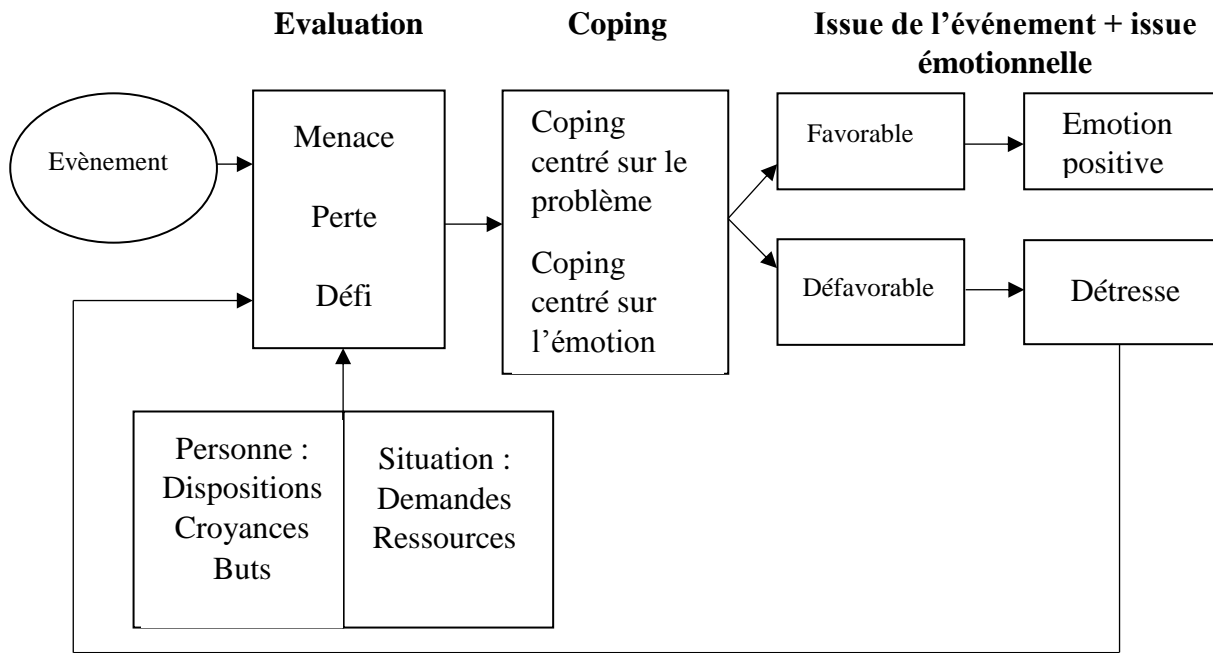 Evaluation
Coping
Issue de l’événement + issue
émotionnelle
Evènement
Menace
Perte
Défi
Coping
centré sur le
problème
Coping
centré sur
l’émotion
Favorable
Emotion
positive
Défavorable
Détresse
Personne :
Dispositions
Croyances
Buts
Situation :
Demandes
Ressources